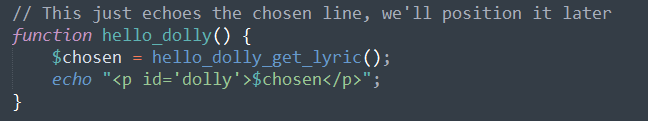 // This just echoes the chosen line, we'll position it later
function hello_dolly() {
    $chosen = hello_dolly_get_lyric();
    echo "<p id='dolly'>$chosen</p>";
}